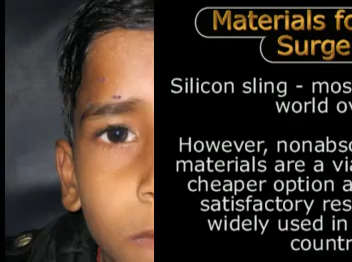 Materials
Surge
Silicon sling - mos
world ov
However, nonabso
materials are a via
cheaper option a
satisfactory res
widely used in
countr